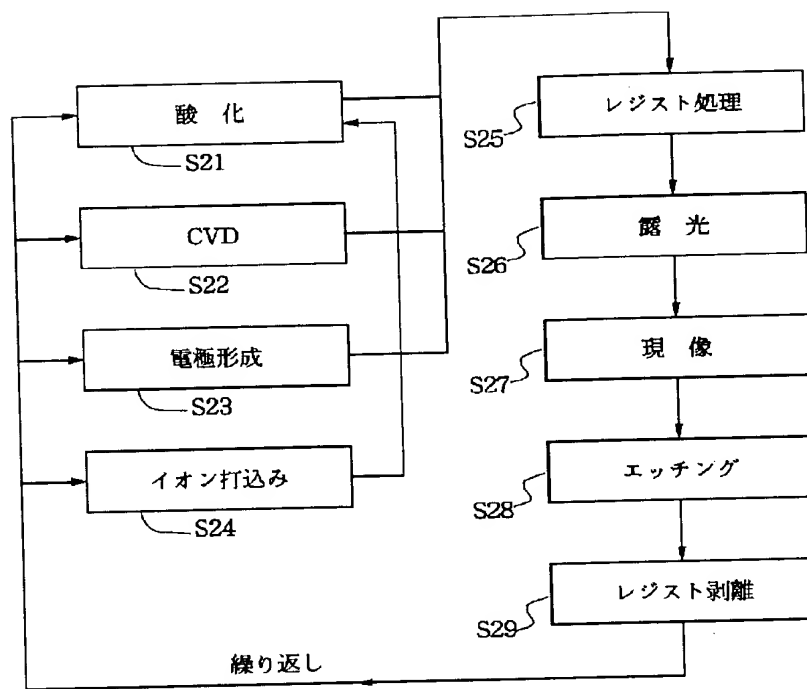 酸 化
S21
CVD
S22
電極形成
S23
イオン打込み
S24
レジスト処理
S25
露 光
S26
現 像
S27
エッチング
S28
レジスト剥離
S29
繰り返し